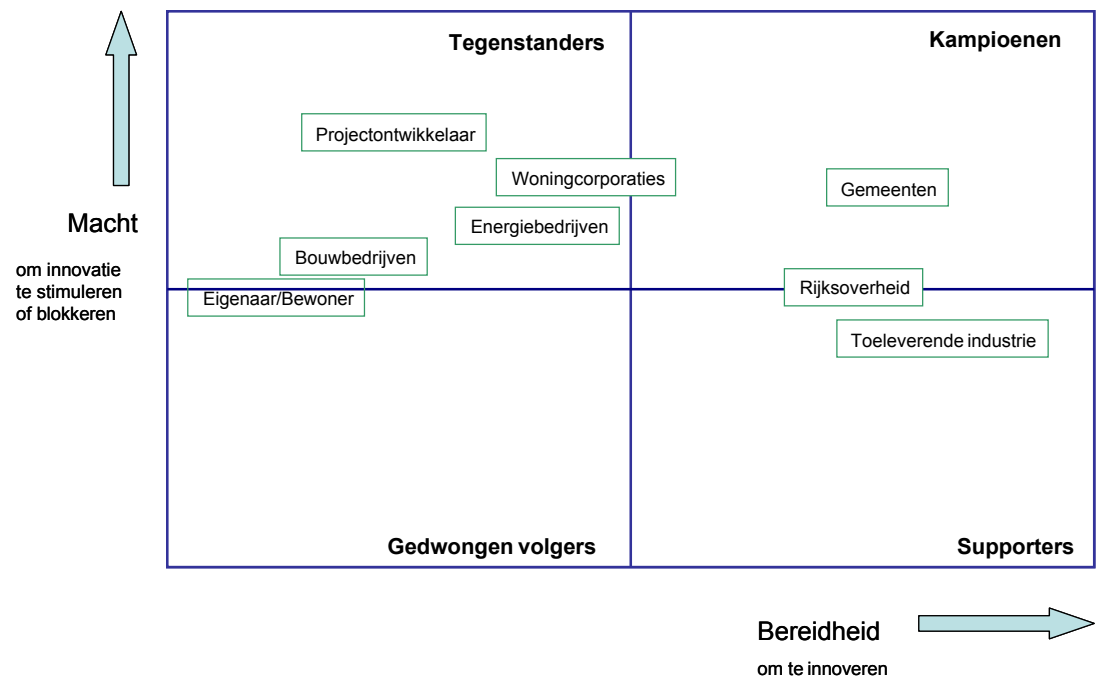 Tegenstanders
Kampioenen
Projectontwikkelaar
Woningcorporaties
Gemeenten
Macht
Energiebedrijven
Bouwbedrijven
om innovatie
te stimuleren
of blokkeren
Eigenaar/Bewoner
Rijksoverheid
Toeleverende industrie
Gedwongen volgers
Supporters
Bereidheid
om te innoveren